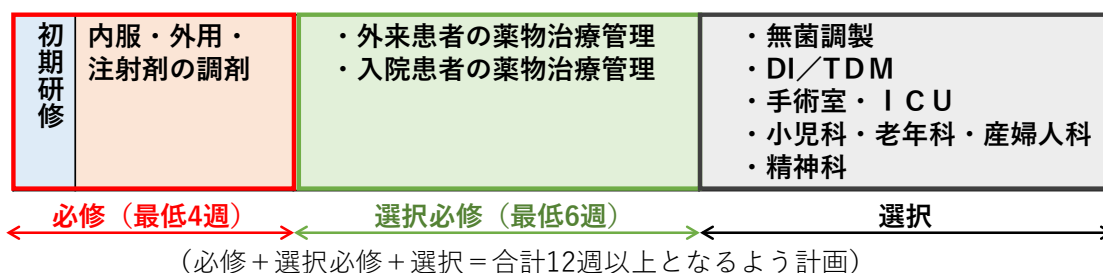 初期研修
内服・外用・
注射剤の調剤
・外来患者の薬物治療管理
・入院患者の薬物治療管理
・無菌調製
・DI／TDM
・手術室・ＩＣＵ
・小児科・老年科・産婦人科
・精神科
必修（最低4週）
選択必修（最低6週）
選択
（必修＋選択必修＋選択＝合計12週以上となるよう計画）